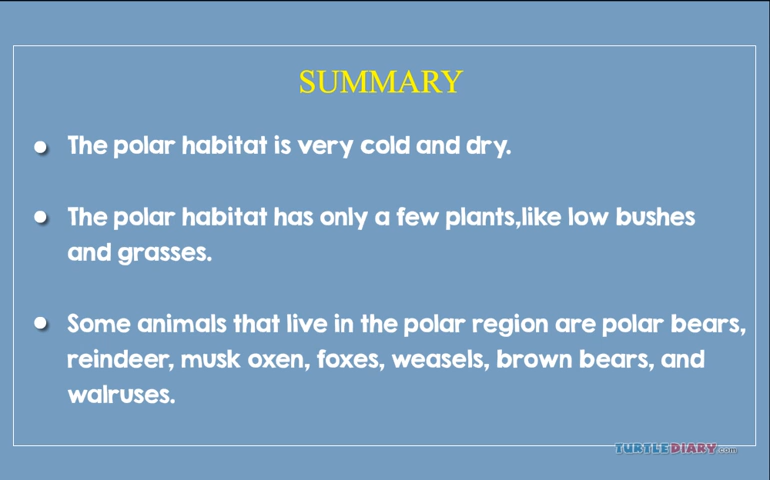 SUMMARY
The polar habitat is very cold and dry.
The polar habitat has only a few plants,like low bushes
and grasses.
Some animals that live in the polar region are polar bears,
reindeer, musk oxen, foxes, weasels, brown bears, and
walruses.
TURTLEDIARY.com